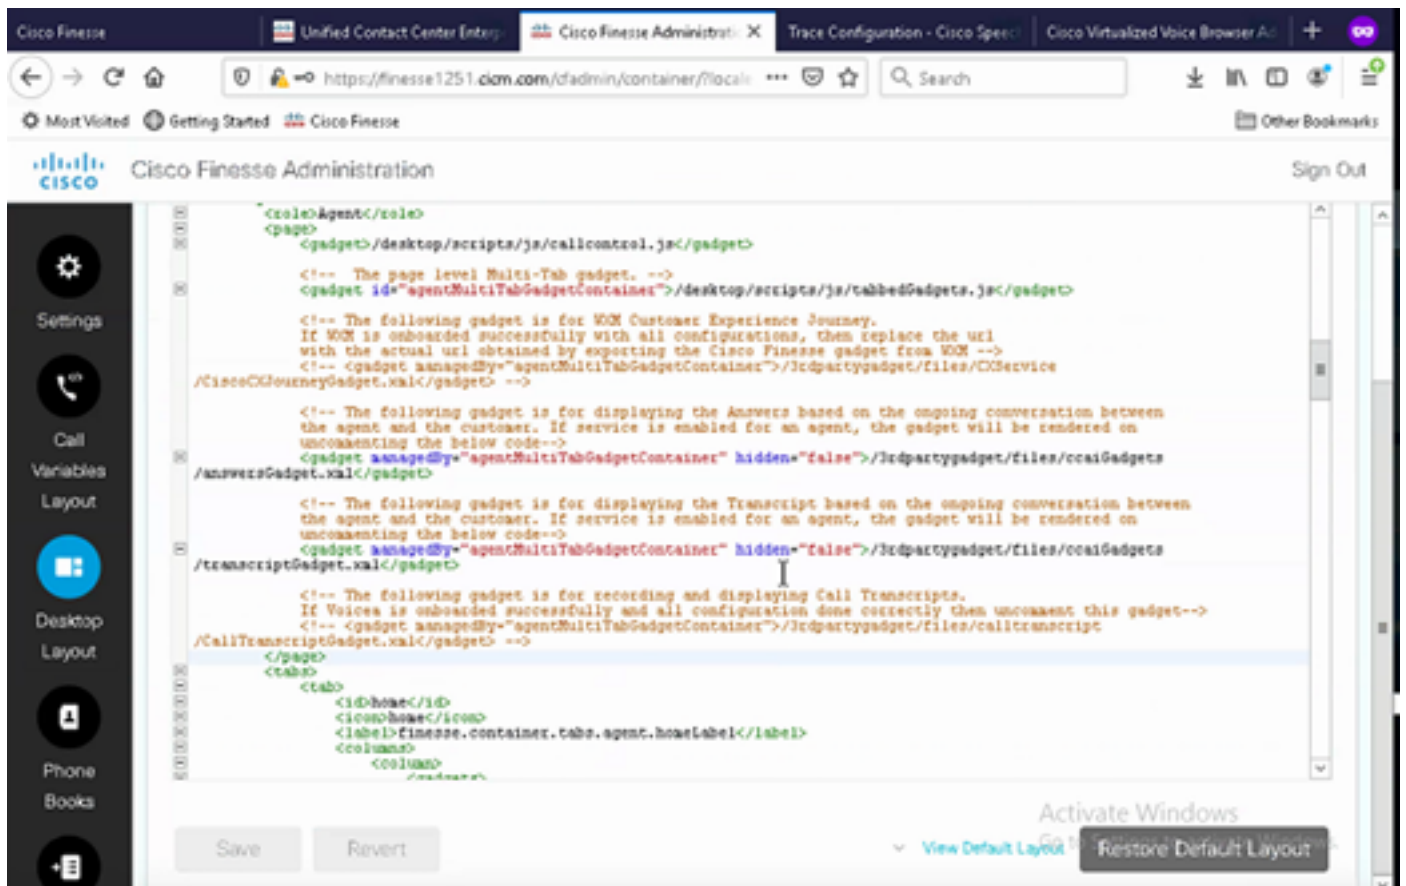 Cisco Finesse
Unified Contact Center Enterp
Cisco Finesse Administrati
Trace Configuration - Cisco Speec
Cisco Virtualized Voice Browser Ad
https://finesse1251.cicm.com/cfadmin/container/?locale
Search
Most Visited
Getting Started
Cisco Finesse
Other Bookmarks
CISCO
Cisco Finesse Administration
Sign Out
Settings
Call
Variables
Layout
Desktop
Layout
Phone
Books
<role>Agent</role>
<page>
<gadget>/desktop/scripts/js/callcontrol.js</gadget>
<!-- The page level Multi-Tab gadget. -->
<gadget id="agentMultiTabGadgetContainer">/desktop/scripts/js/tabbedGadgets.js</gadget>
<!-- The following gadget is for WXM Customer Experience Journey.
If WXM is onboarded successfully with all configurations, then replace the url
with the actual url obtained by exporting the Cisco Finesse gadget from WXM -->
<!-- <gadget managedBy="agentMultiTabGadgetContainer">/3rdpartygadget/files/CXService
/CiscoCXJourneyGadget.xml</gadget> -->
<!-- The following gadget is for displaying the Answers based on the ongoing conversation between
the agent and the customer. If service is enabled for an agent, the gadget will be rendered on
uncommenting the below code-->
<gadget managedBy="agentMultiTabGadgetContainer" hidden="false">/3rdpartygadget/files/ccaiGadgets
/answersGadget.xml</gadget>
<!-- The following gadget is for displaying the Transcript based on the ongoing conversation between
the agent and the customer. If service is enabled for an agent, the gadget will be rendered on
uncommenting the below code-->
<gadget managedBy="agentMultiTabGadgetContainer" hidden="false">/3rdpartygadget/files/ccaiGadgets
/transcriptGadget.xml</gadget>
<!-- The following gadget is for recording and displaying Call Transcripts.
If Voicea is onboarded successfully and all configuration done correctly then uncomment this gadget-->
<!-- <gadget managedBy="agentMultiTabGadgetContainer">/3rdpartygadget/files/calltranscript
/CallTranscriptGadget.xml</gadget> -->
</page>
<tabs>
<tab>
<id>home</id>
<icon>home</icon>
<label>finesse.container.tabs.agent.homeLabel</label>
<columns>
<column>
<gadgets>
Save
Revert
View Default Layout
Restore Default Layout
Activate Windows